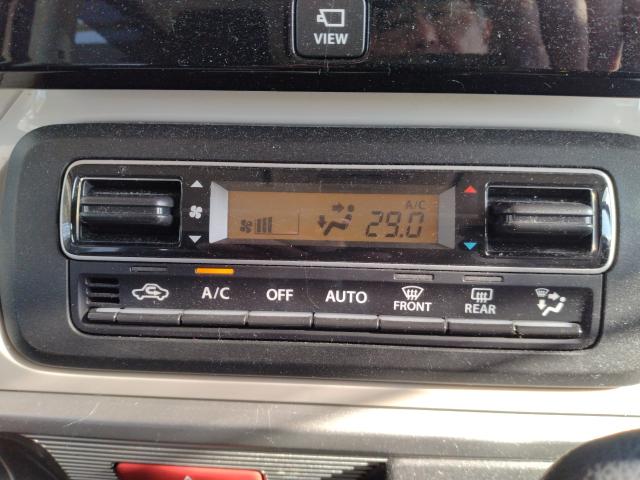 VIEW
A/C
29.0
A/C
OFF
AUTO
FRONT
REAR